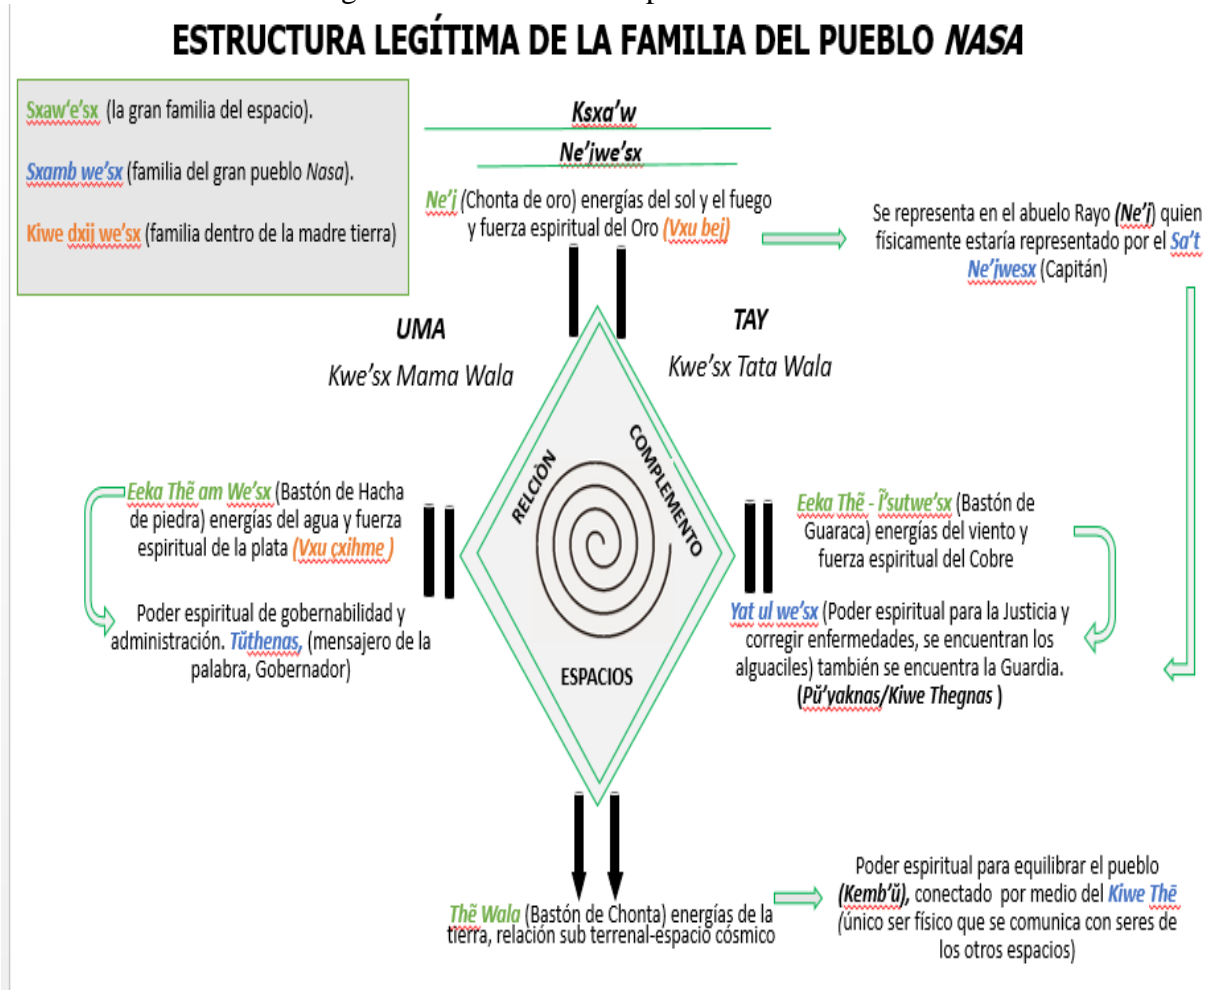 ESTRUCTURA LEGÍTIMA DE LA FAMILIA DEL PUEBLO NASA
Sxaw‘e’sx (la gran familia del espacio).
Sxamb we’sx (familia del gran pueblo Nasa).
Kiwe dxij we’sx (familia dentro de la madre tierra)
Ksxa’w
Ne’jwe’sx
Ne’j (Chonta de oro) energías del sol y el fuego
y fuerza espiritual del Oro (Vxu bej)
Se representa en el abuelo Rayo (Ne’j) quien
físicamente estaría representado por el Sa’t
Ne’jwesx (Capitán)
UMA
Kwe’sx Mama Wala
TAY
Kwe’sx Tata Wala
RELCIÒN
COMPLEMENTO
ESPACIOS
Eeka Thẽ am We’sx (Bastón de Hacha
de piedra) energías del agua y fuerza
espiritual de la plata (Vxu çxihme )
Poder espiritual de gobernabilidad y
administración. Tũthenas, (mensajero de la
palabra, Gobernador)
Eeka Thẽ - Ĩ’sutwe’sx (Bastón de
Guaraca) energías del viento y
fuerza espiritual del Cobre
Yat ul we’sx (Poder espiritual para la Justicia y
corregir enfermedades, se encuentran los
alguaciles) también se encuentra la Guardia.
(Pũ’yaknas/Kiwe Thegnas )
Thẽ Wala (Bastón de Chonta) energías de la
tierra, relación sub terrenal-espacio cósmico
Poder espiritual para equilibrar el pueblo
(Kemb’ũ), conectado por medio del Kiwe Thẽ
(único ser físico que se comunica con seres de
los otros espacios)